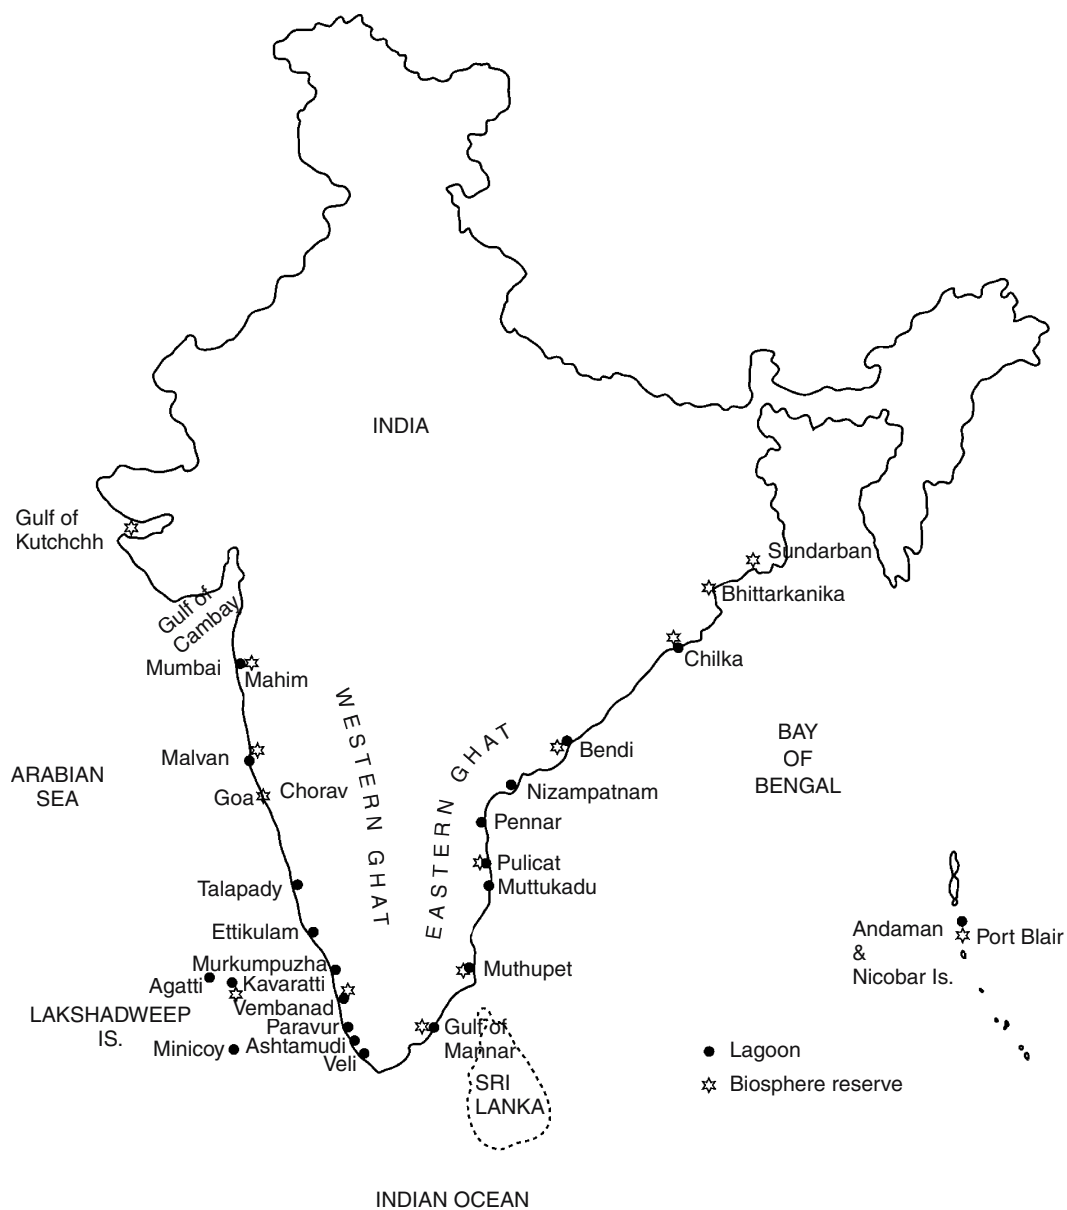 INDIA
Gulf of
Kutchchh
Sundarban
Bhittarkanika
Gulf of
Cambay
Chilka
Mumbai
Mahim
WESTERN GHAT
EASTERN GHAT
BAY
OF
BENGAL
Bendi
Malvan
ARABIAN
SEA
Goa
Chorav
Nizampatnam
Pennar
Pulicat
Muttukadu
Talapady
Ettikulam
Andaman
&
Nicobar Is.
Port Blair
Murkumpuzha
Muthupet
Agatti
Kavaratti
LAKSHADWEEP
IS.
Vembanad
Paravur
Gulf of
Mannar
Minicoy
Ashtamudi
Veli
Lagoon
Biosphere reserve
SRI
LANKA
INDIAN OCEAN